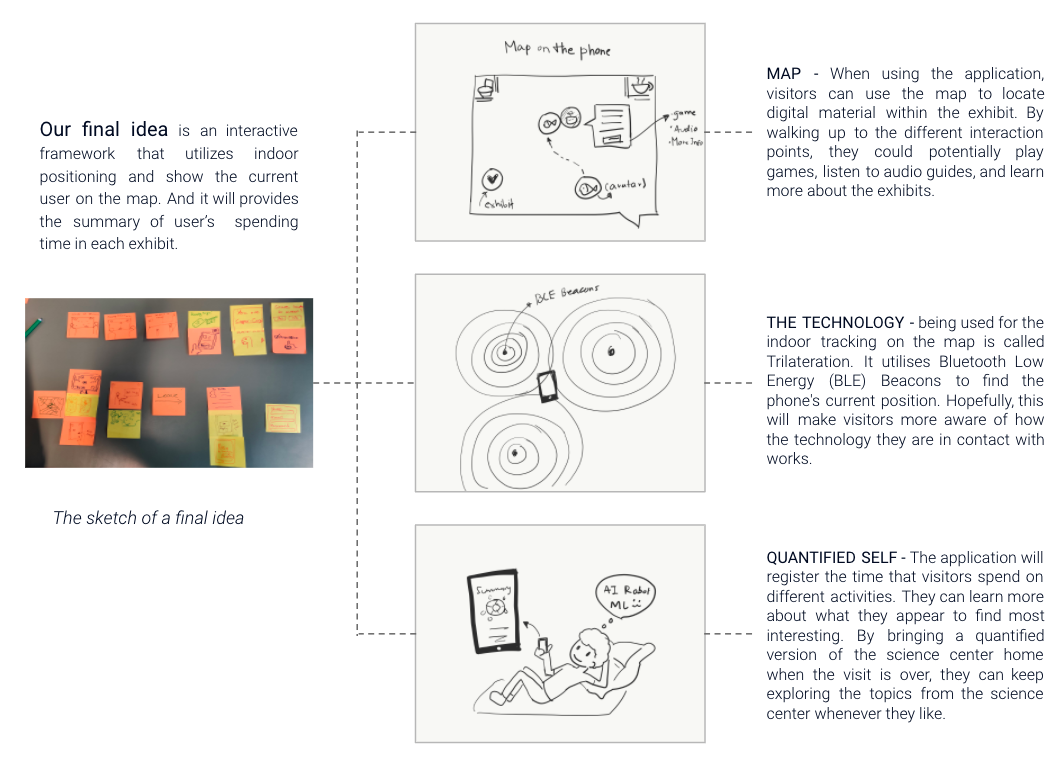 Our final idea is an interactive
framework that utilizes indoor
positioning and show the current
user on the map. And it will provides
the summary of user's spending
time in each exhibit.
The sketch of a final idea
Map on the phone
game
Audio
More Info
(avatar)
exhibit
MAP - When using the application,
visitors can use the map to locate
digital material within the exhibit. By
walking up to the different interaction
points, they could potentially play
games, listen to audio guides, and learn
more about the exhibits.
BLE Beacons
THE TECHNOLOGY - being used for the
indoor tracking on the map is called
Trilateration. It utilises Bluetooth Low
Energy (BLE) Beacons to find the
phone's current position. Hopefully, this
will make visitors more aware of how
the technology they are in contact with
works.
Summary
AI Robot
ML
QUANTIFIED SELF - The application will
register the time that visitors spend on
different activities. They can learn more
about what they appear to find most
interesting. By bringing a quantified
version of the science center home
when the visit is over, they can keep
exploring the topics from the science
center whenever they like.